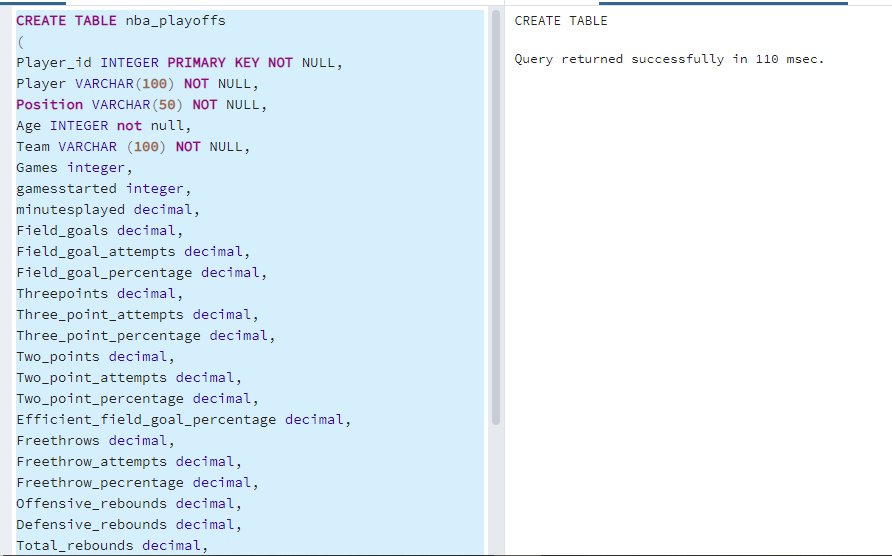 CREATE TABLE nba_playoffs
(
Player_id INTEGER PRIMARY KEY NOT NULL,
Player VARCHAR(100) NOT NULL,
Position VARCHAR(50) NOT NULL,
Age INTEGER not null,
Team VARCHAR (100) NOT NULL,
Games integer,
gamesstarted integer,
minutesplayed decimal,
Field_goals decimal,
Field_goal_attempts decimal,
Field_goal_percentage decimal,
Threepoints decimal,
Three_point_attempts decimal,
Three_point_percentage decimal,
Two_points decimal,
Two_point_attempts decimal,
Two_point_percentage decimal,
Efficient_field_goal_percentage decimal,
Freethrows decimal,
Freethrow_attempts decimal,
Freethrow_pecrentage decimal,
Offensive_rebounds decimal,
Defensive_rebounds decimal,
Total_rebounds decimal,
CREATE TABLE
Query returned successfully in 110 msec.